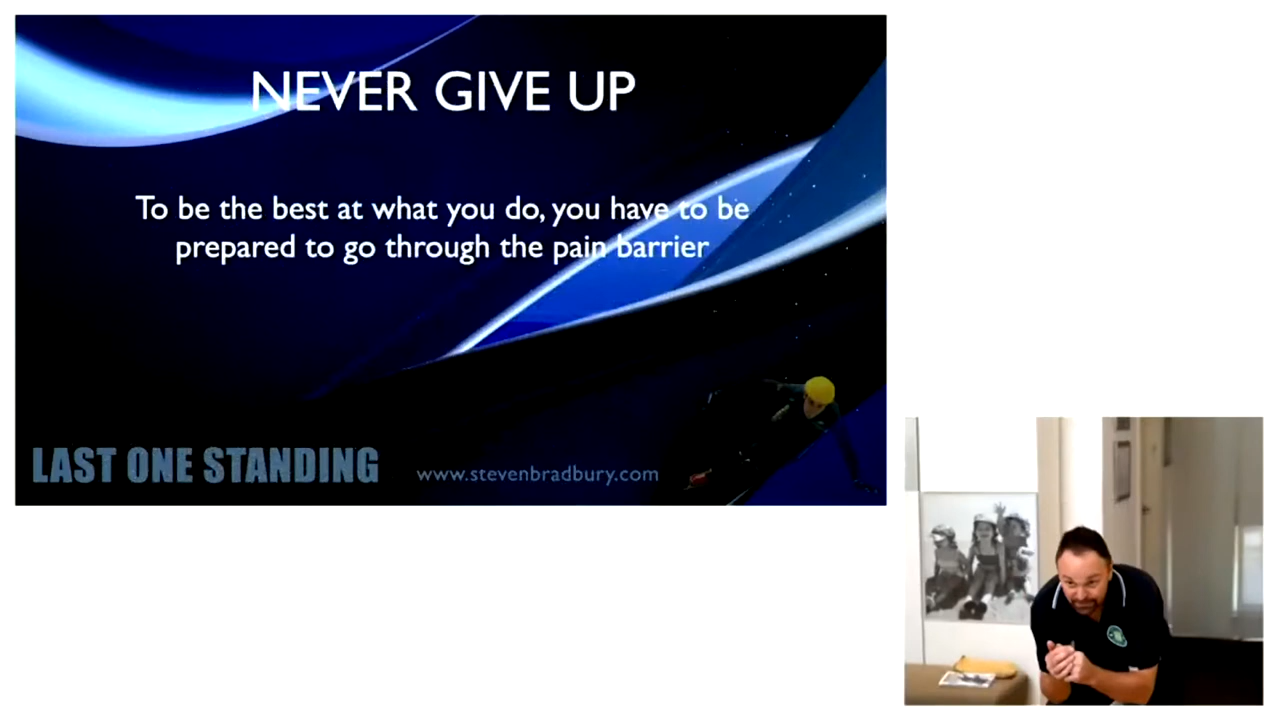 NEVER GIVE UP
To be the best at what you do, you have to be
prepared to go through the pain barrier
LAST ONE STANDING
www.stevenbradbury.com